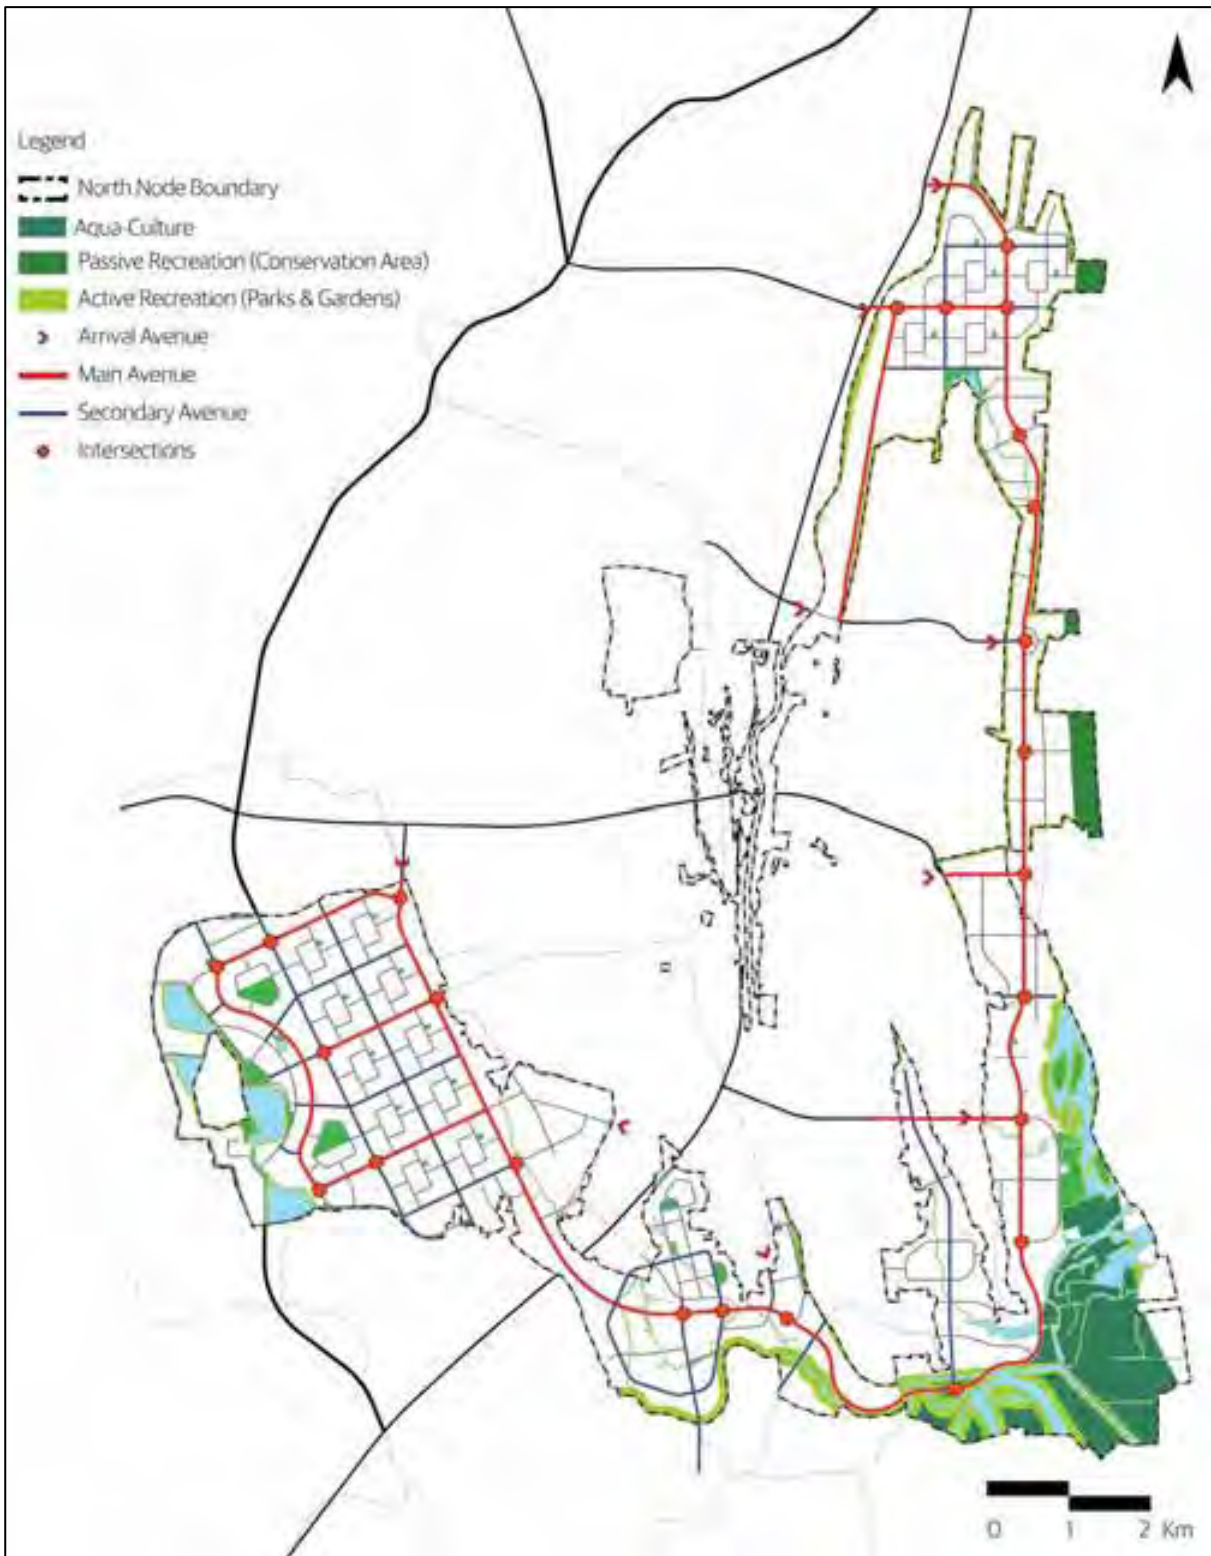 Legend
North Node Boundary
Aqua-Culture
Passive Recreation (Conservation Area)
Active Recreation (Parks & Gardens)
Arrival Avenue
Main Avenue
Secondary Avenue
Intersections
0 1 2 Km